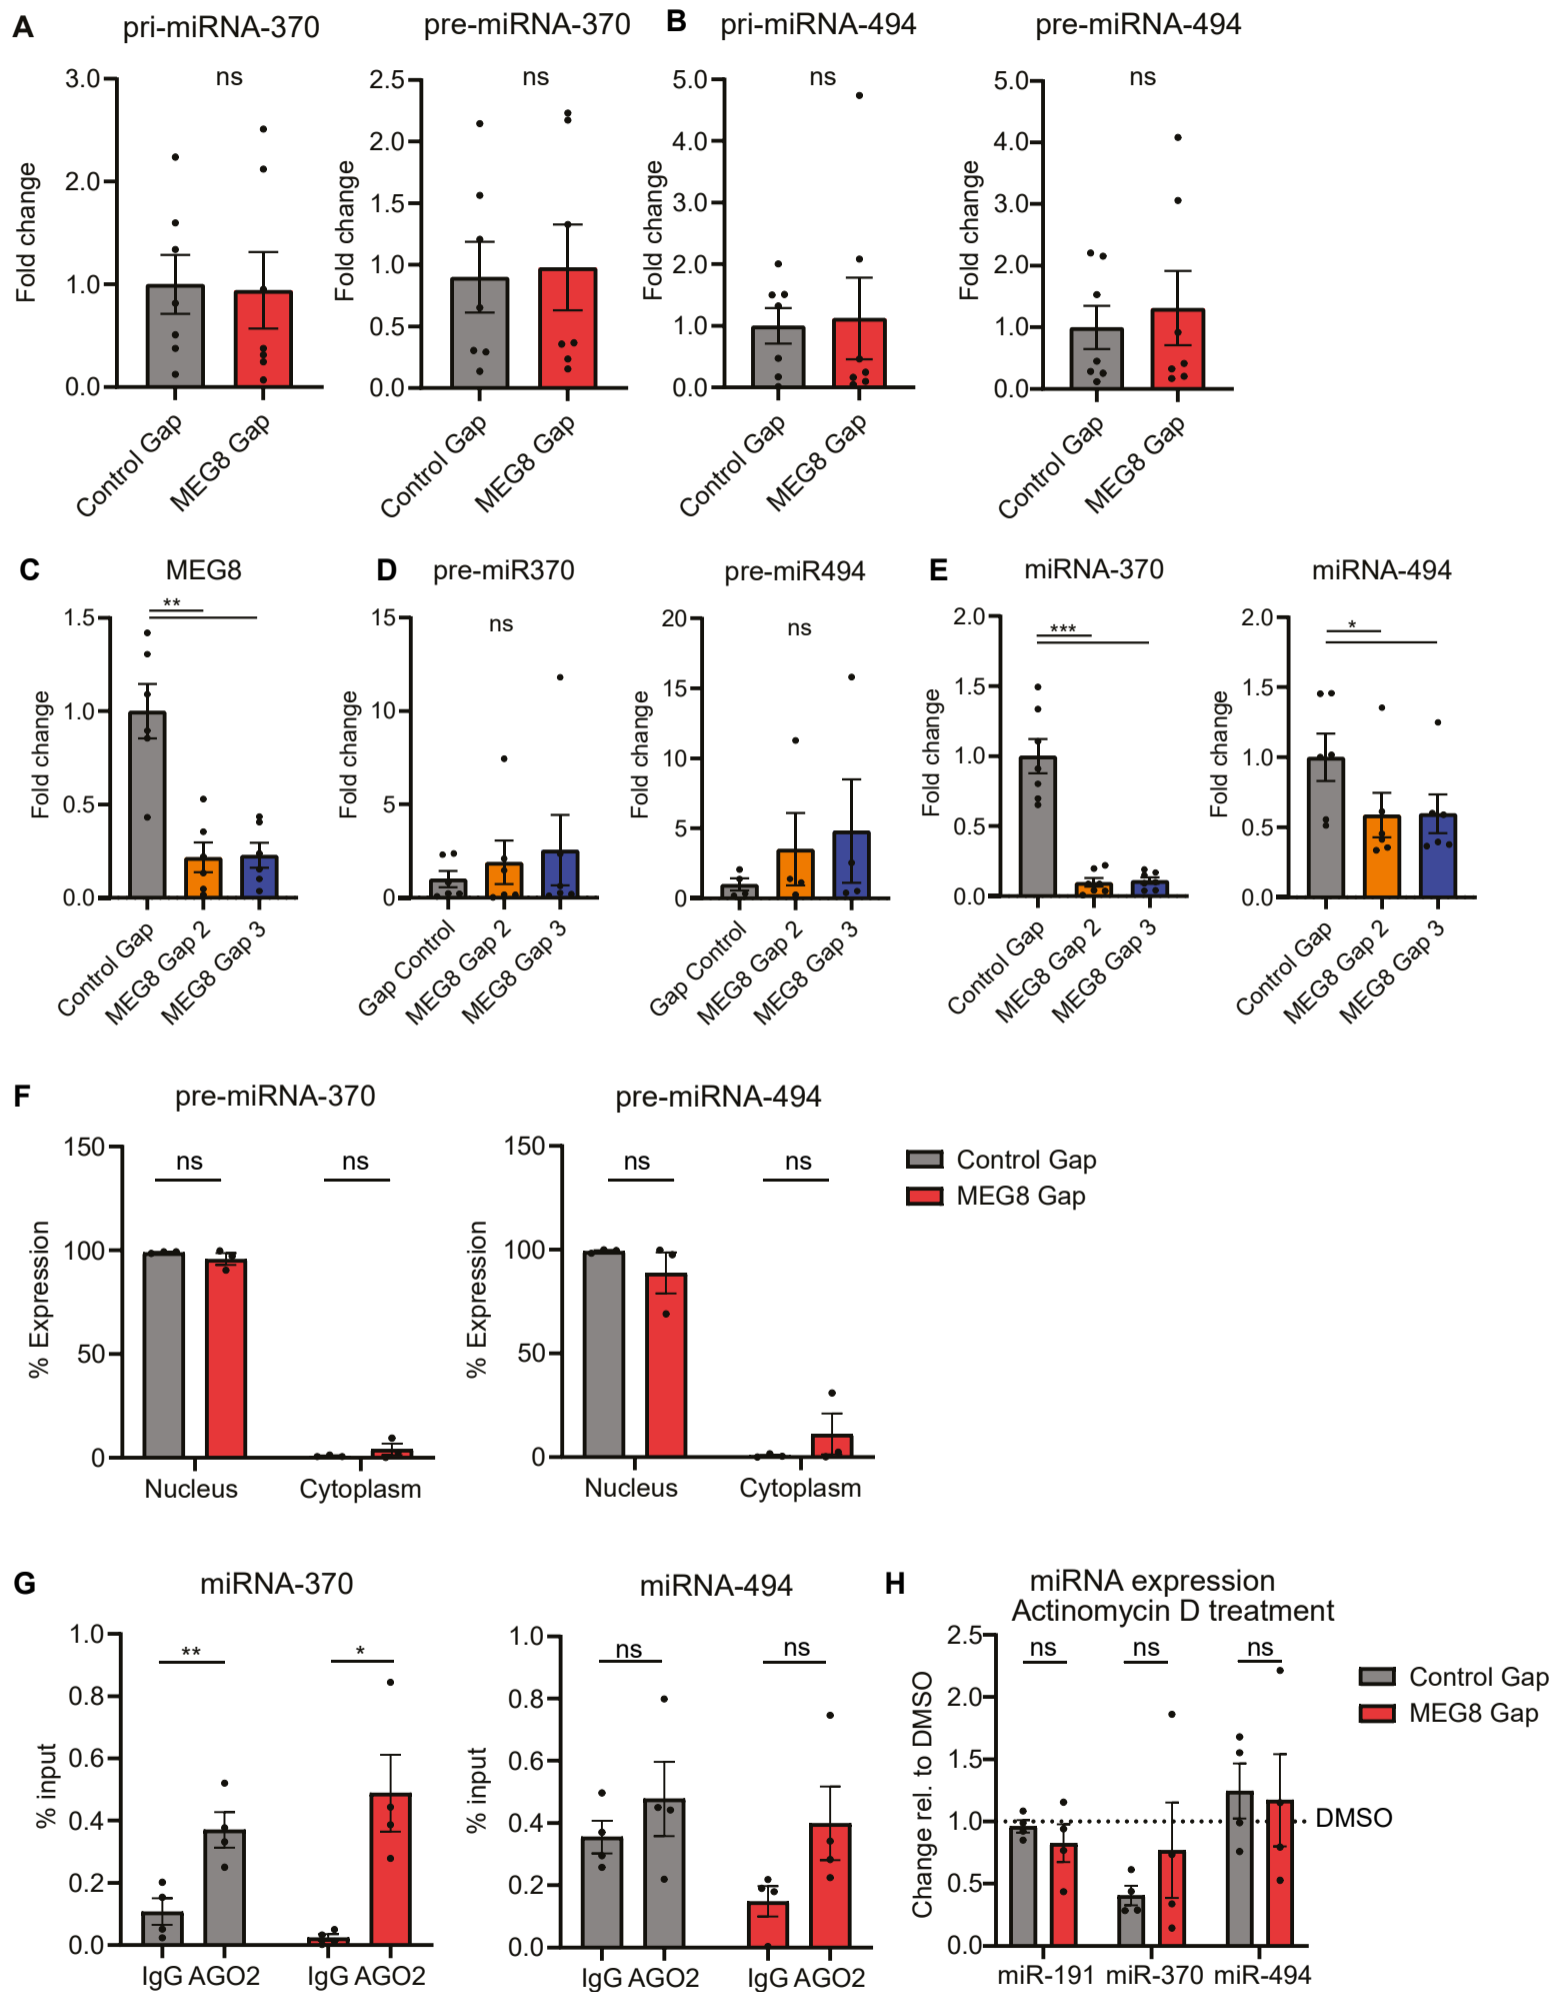 A
pri-miRNA-370
pre-miRNA-370
B
pri-miRNA-494
pre-miRNA-494
ns
ns
ns
ns
Fold change
3.0
2.0
1.0
0.0
Control Gap
MEG8 Gap
Fold change
2.5
2.0
1.5
1.0
0.5
0.0
Control Gap
MEG8 Gap
Fold change
5.0
4.0
3.0
2.0
1.0
0.0
Control Gap
MEG8 Gap
Fold change
5.0
4.0
3.0
2.0
1.0
0.0
Control Gap
MEG8 Gap
C
MEG8
**
Fold change
1.5
1.0
0.5
0.0
Control Gap
MEG8 Gap 2
MEG8 Gap 3
D
pre-miR370
ns
Fold change
15
10
5
0
Gap Control
MEG8 Gap 2
MEG8 Gap 3
pre-miR494
ns
Fold change
20
15
10
5
0
Gap Control
MEG8 Gap 2
MEG8 Gap 3
E
miRNA-370
***
Fold change
2.0
1.5
1.0
0.5
0.0
Control Gap
MEG8 Gap 2
MEG8 Gap 3
miRNA-494
*
Fold change
2.0
1.5
1.0
0.5
0.0
Control Gap
MEG8 Gap 2
MEG8 Gap 3
F
pre-miRNA-370
ns
ns
% Expression
150
100
50
0
Nucleus
Cytoplasm
pre-miRNA-494
ns
ns
% Expression
150
100
50
0
Nucleus
Cytoplasm
Control Gap
MEG8 Gap
G
miRNA-370
**
*
% input
1.0
0.8
0.6
0.4
0.2
0.0
IgG AGO2
IgG AGO2
miRNA-494
ns
ns
% input
1.0
0.8
0.6
0.4
0.2
0.0
IgG AGO2
IgG AGO2
H
miRNA expression
Actinomycin D treatment
ns
ns
ns
Change rel. to DMSO
2.5
2.0
1.5
1.0
0.5
0.0
DMSO
miR-191
miR-370
miR-494
Control Gap
MEG8 Gap